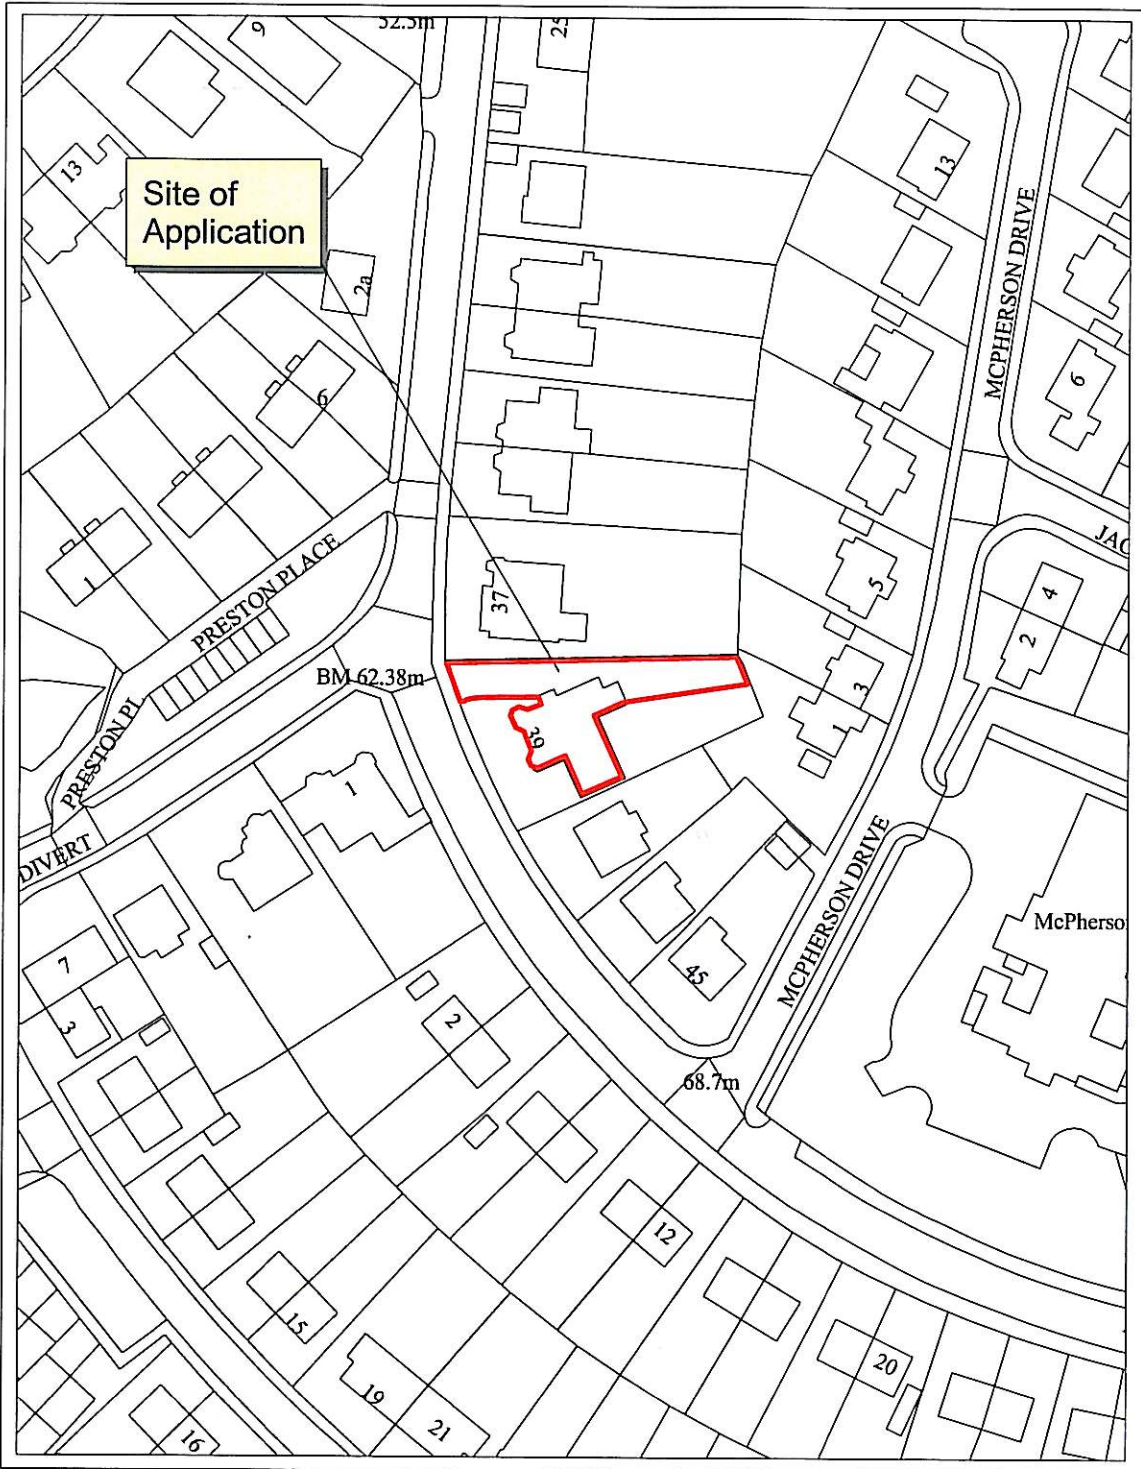 52.5m
9
25
13
Site of
Application
13
2a
MCPHERSON DRIVE
6
6
JAC
1
PRESTON PLACE
37
5
4
2
BM 62.38m
3
1
39
PRESTON PL
1
DIVERT
MCPHERSON DRIVE
McPherso
7
3
45
2
68.7m
12
15
20
19
21
16